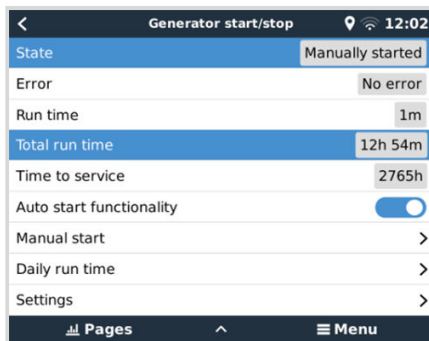 Generator start/stop 12:02
State Manually started
Error No error
Run time 1m
Total run time 12h 54m
Time to service 2765h
Auto start functionality
Manual start
Daily run time
Settings
Pages Menu